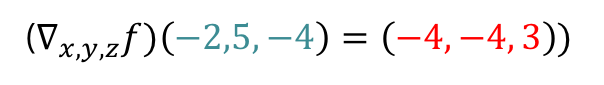 (∇x,y,zf)(−2,5,−4) = (−4,−4,3))